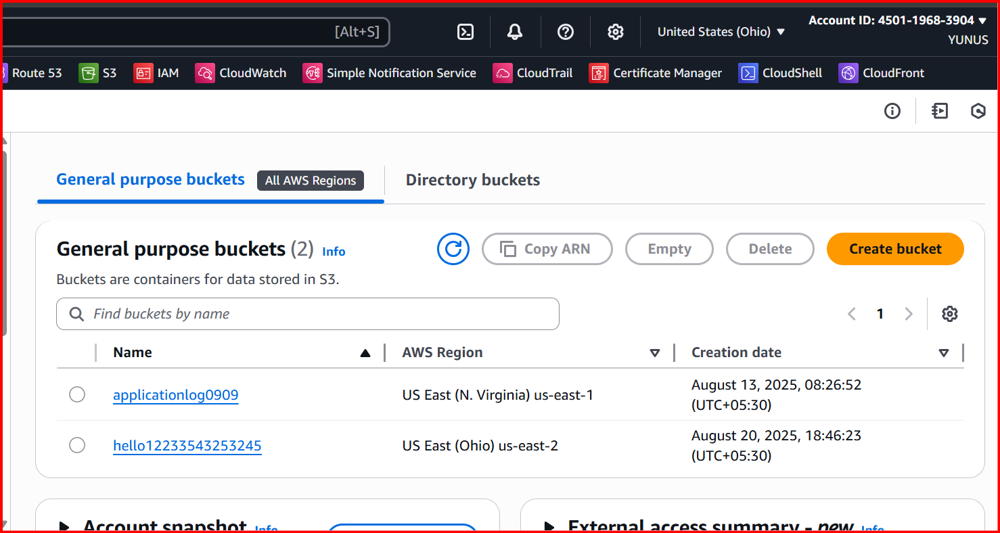 [Alt+S]
United States (Ohio)
Account ID: 4501-1968-3904
YUNUS
Route 53
S3
IAM
CloudWatch
Simple Notification Service
CloudTrail
Certificate Manager
CloudShell
CloudFront
General purpose buckets
All AWS Regions
Directory buckets
General purpose buckets (2) Info
Copy ARN
Empty
Delete
Create bucket
Buckets are containers for data stored in S3.
Find buckets by name
1
Name
AWS Region
Creation date
applicationlog0909
US East (N. Virginia) us-east-1
August 13, 2025, 08:26:52
(UTC+05:30)
hello12233543253245
US East (Ohio) us-east-2
August 20, 2025, 18:46:23
(UTC+05:30)
Account snapshot Info
External access summary - new Info